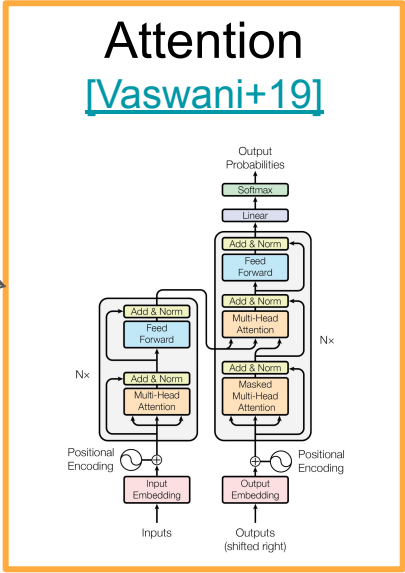 Attention
[Vaswani+19]
Output
Probabilities
Softmax
Linear
Add & Norm
Feed
Forward
Add & Norm
Multi-Head
Attention
Add & Norm
Masked
Multi-Head
Attention
Nx
Add & Norm
Feed
Forward
Add & Norm
Multi-Head
Attention
Nx
Positional
Encoding
Positional
Encoding
Input
Embedding
Output
Embedding
Inputs
Outputs
(shifted right)